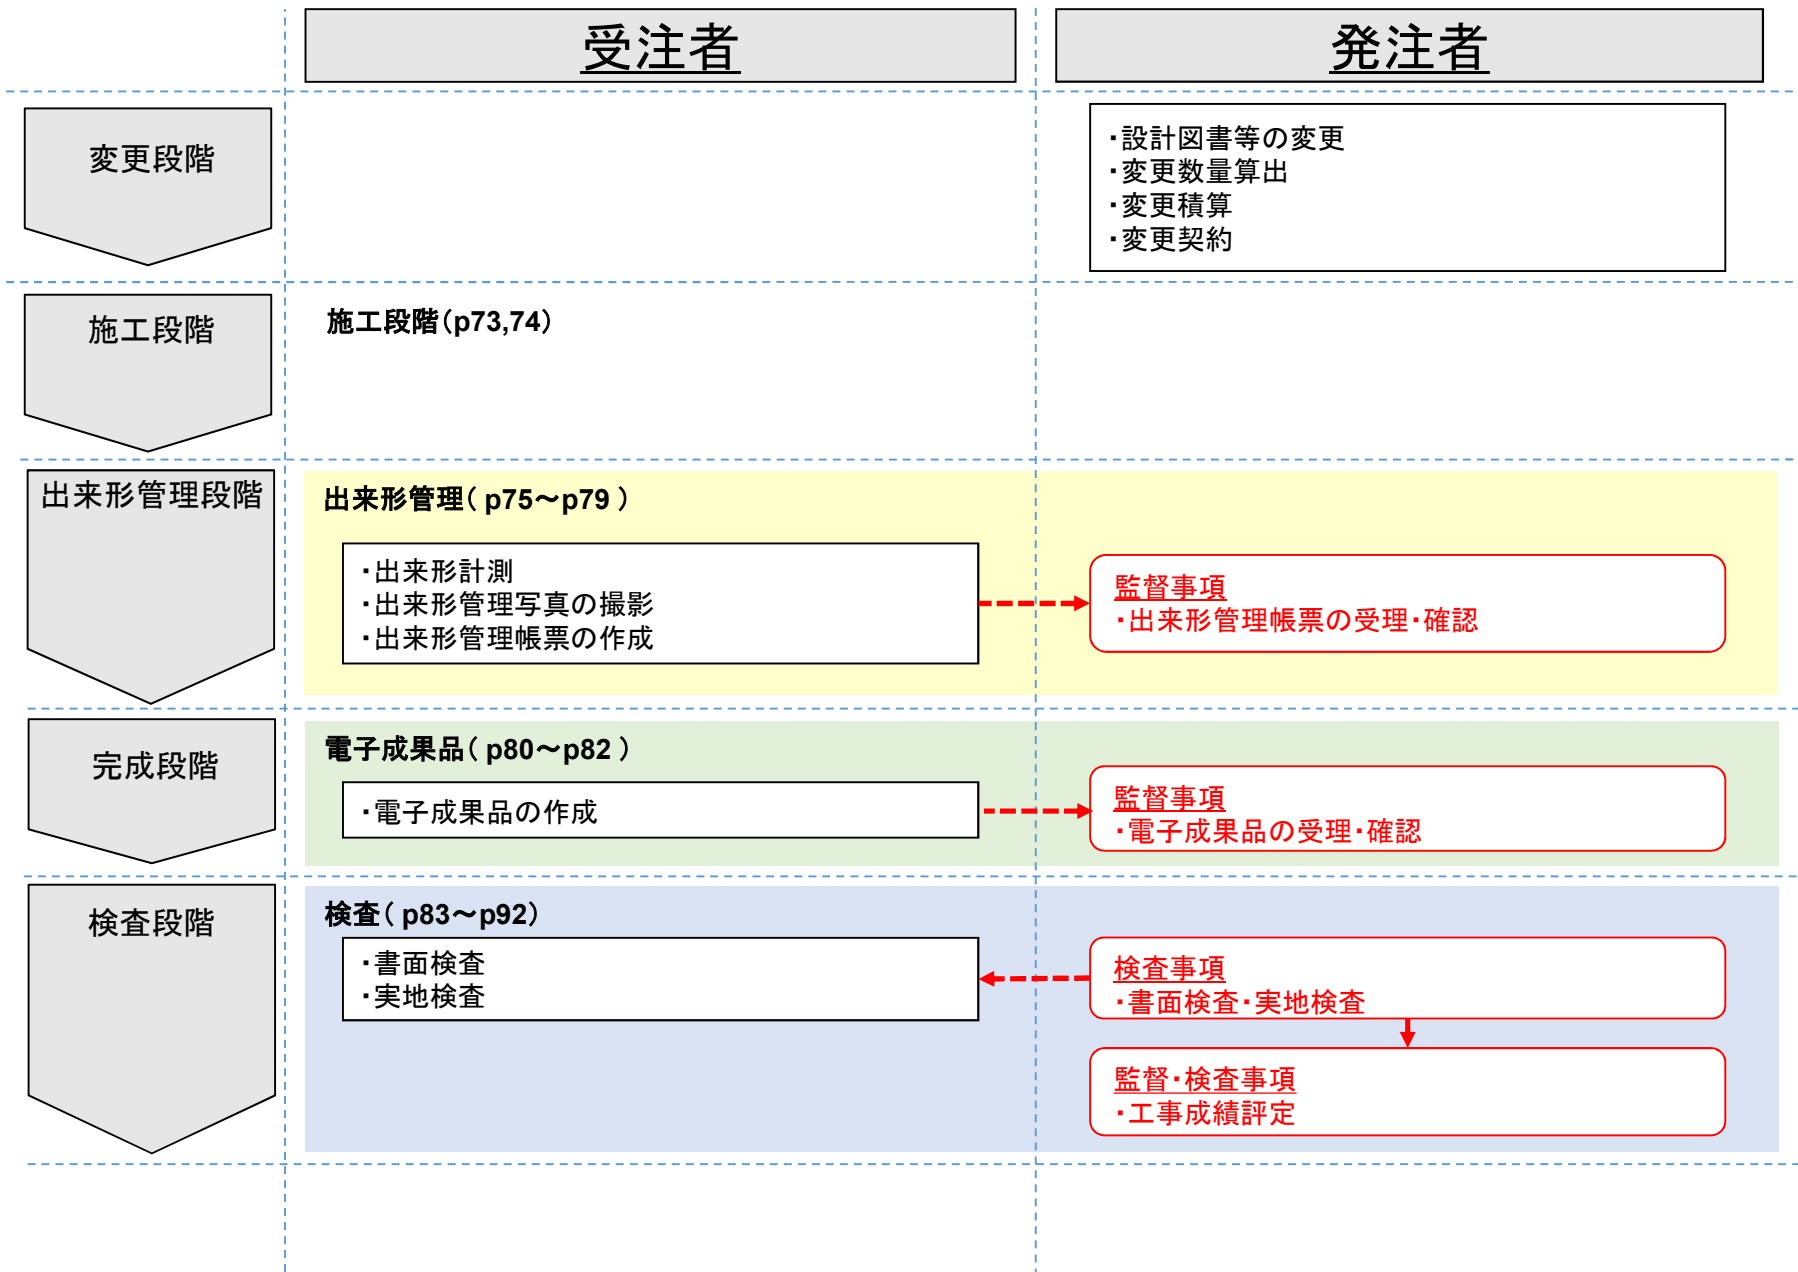 受注者
発注者
変更段階
・設計図書等の変更
・変更数量算出
・変更積算
・変更契約
施工段階
施工段階（p73,74）
出来形管理段階
出来形管理（ p75～p79 ）
・出来形計測
・出来形管理写真の撮影
・出来形管理帳票の作成
監督事項
・出来形管理帳票の受理・確認
完成段階
電子成果品（ p80～p82 ）
・電子成果品の作成
監督事項
・電子成果品の受理・確認
検査段階
検査（ p83～p92）
・書面検査
・実地検査
検査事項
・書面検査・実地検査
監督・検査事項
・工事成績評定